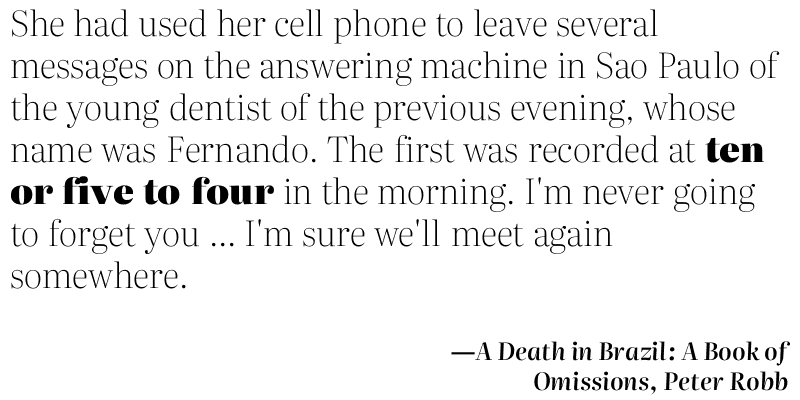 She had used her cell phone to leave several
messages on the answering machine in Sao Paulo of
the young dentist of the previous evening, whose
name was Fernando. The first was recorded at ten
or five to four in the morning. I'm never going
to forget you ... I'm sure we'll meet again
somewhere.
—A Death in Brazil: A Book of
Omissions, Peter Robb